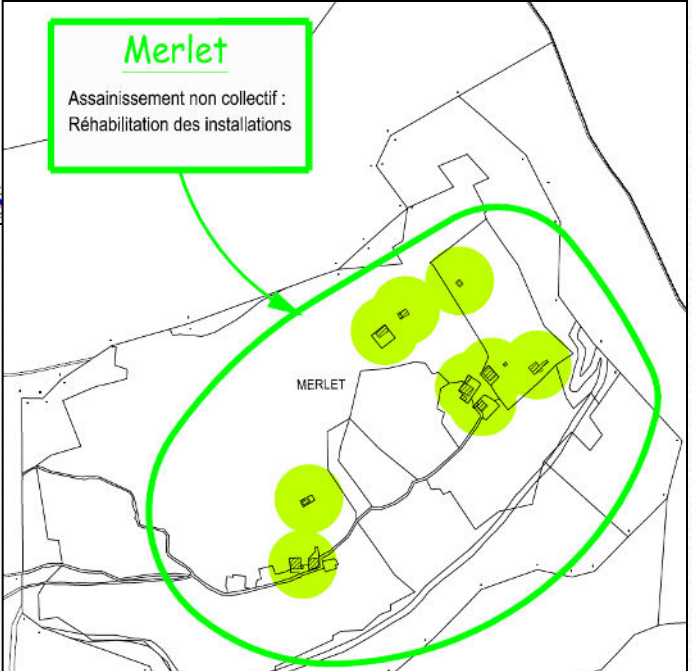 Merlet
Assainissement non collectif :
Réhabilitation des installations
MERLET